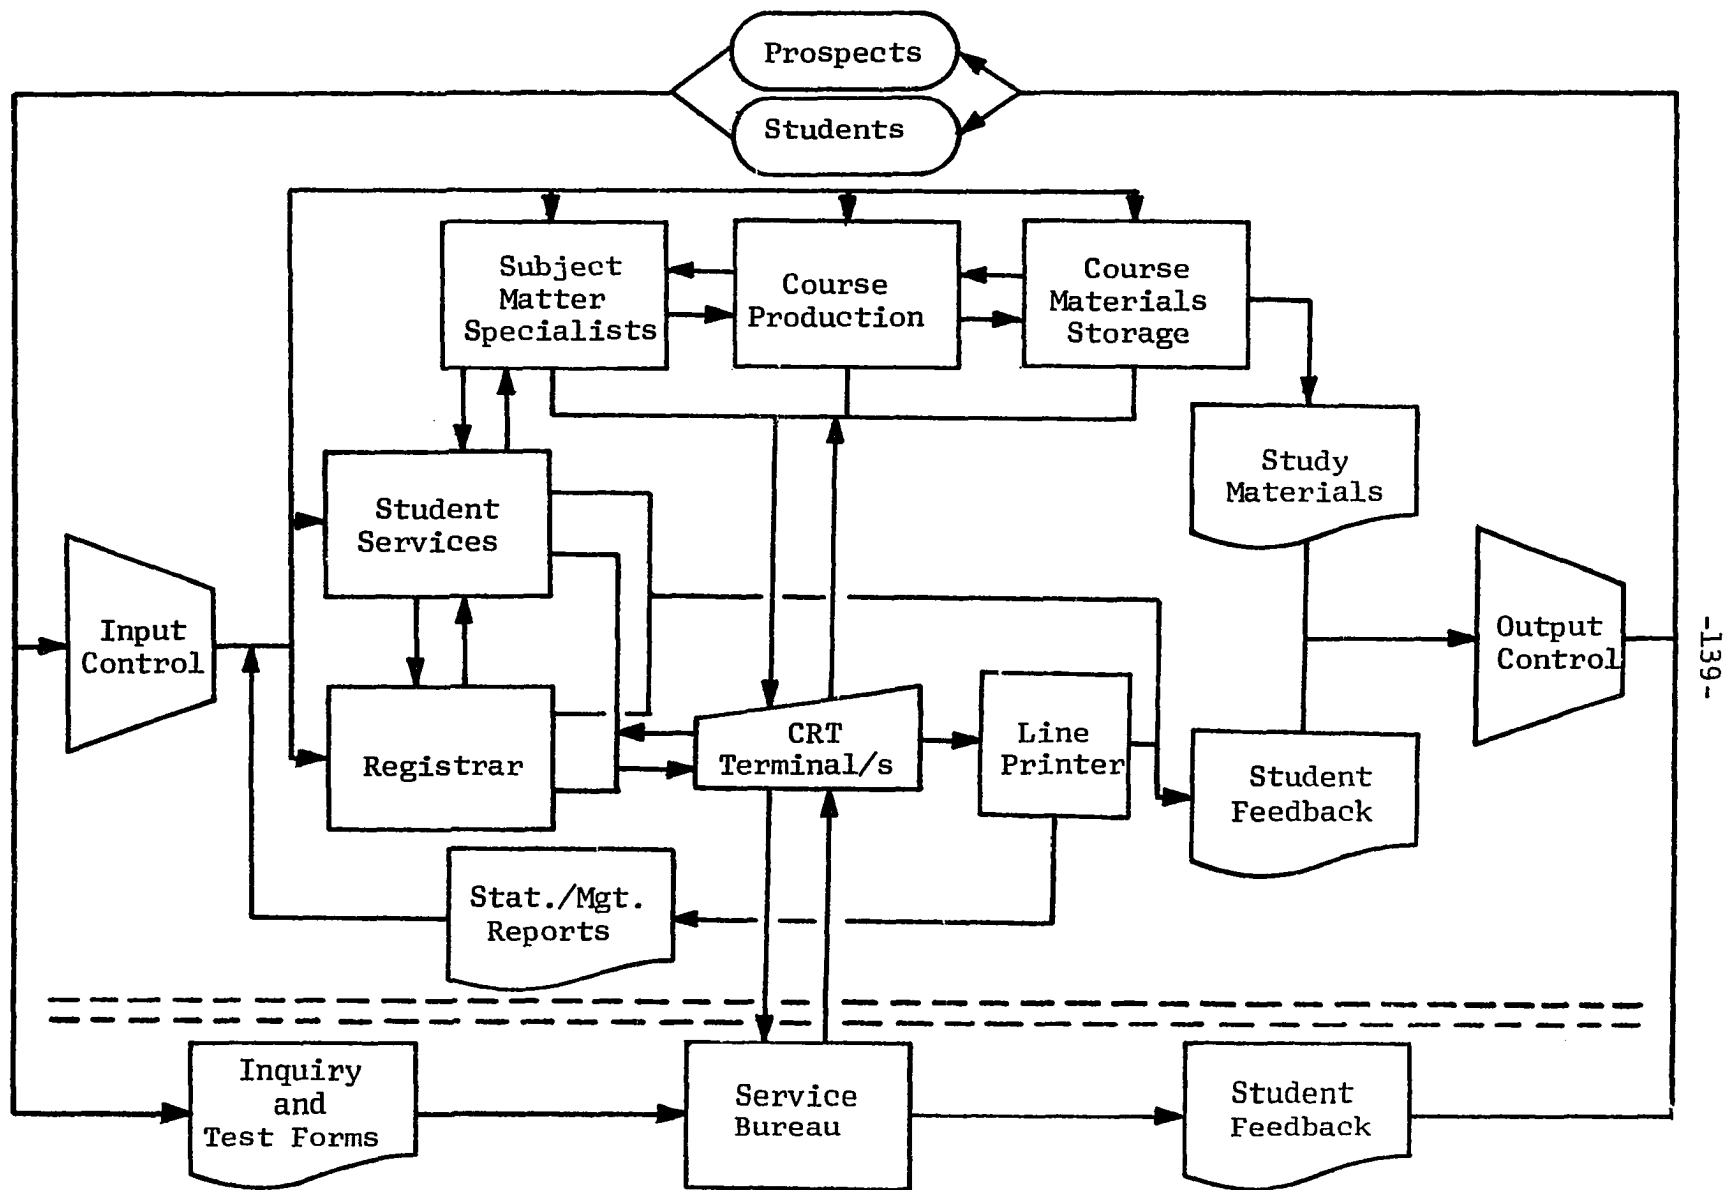 Prospects
Students
Subject
Matter
Specialists
Course
Production
Course
Materials
Storage
Study
Materials
Student
Services
Input
Control
Output
Control
-139-
Registrar
CRT
Terminal/s
Line
Printer
Student
Feedback
Stat./Mgt.
Reports
Inquiry
and
Test Forms
Service
Bureau
Student
Feedback